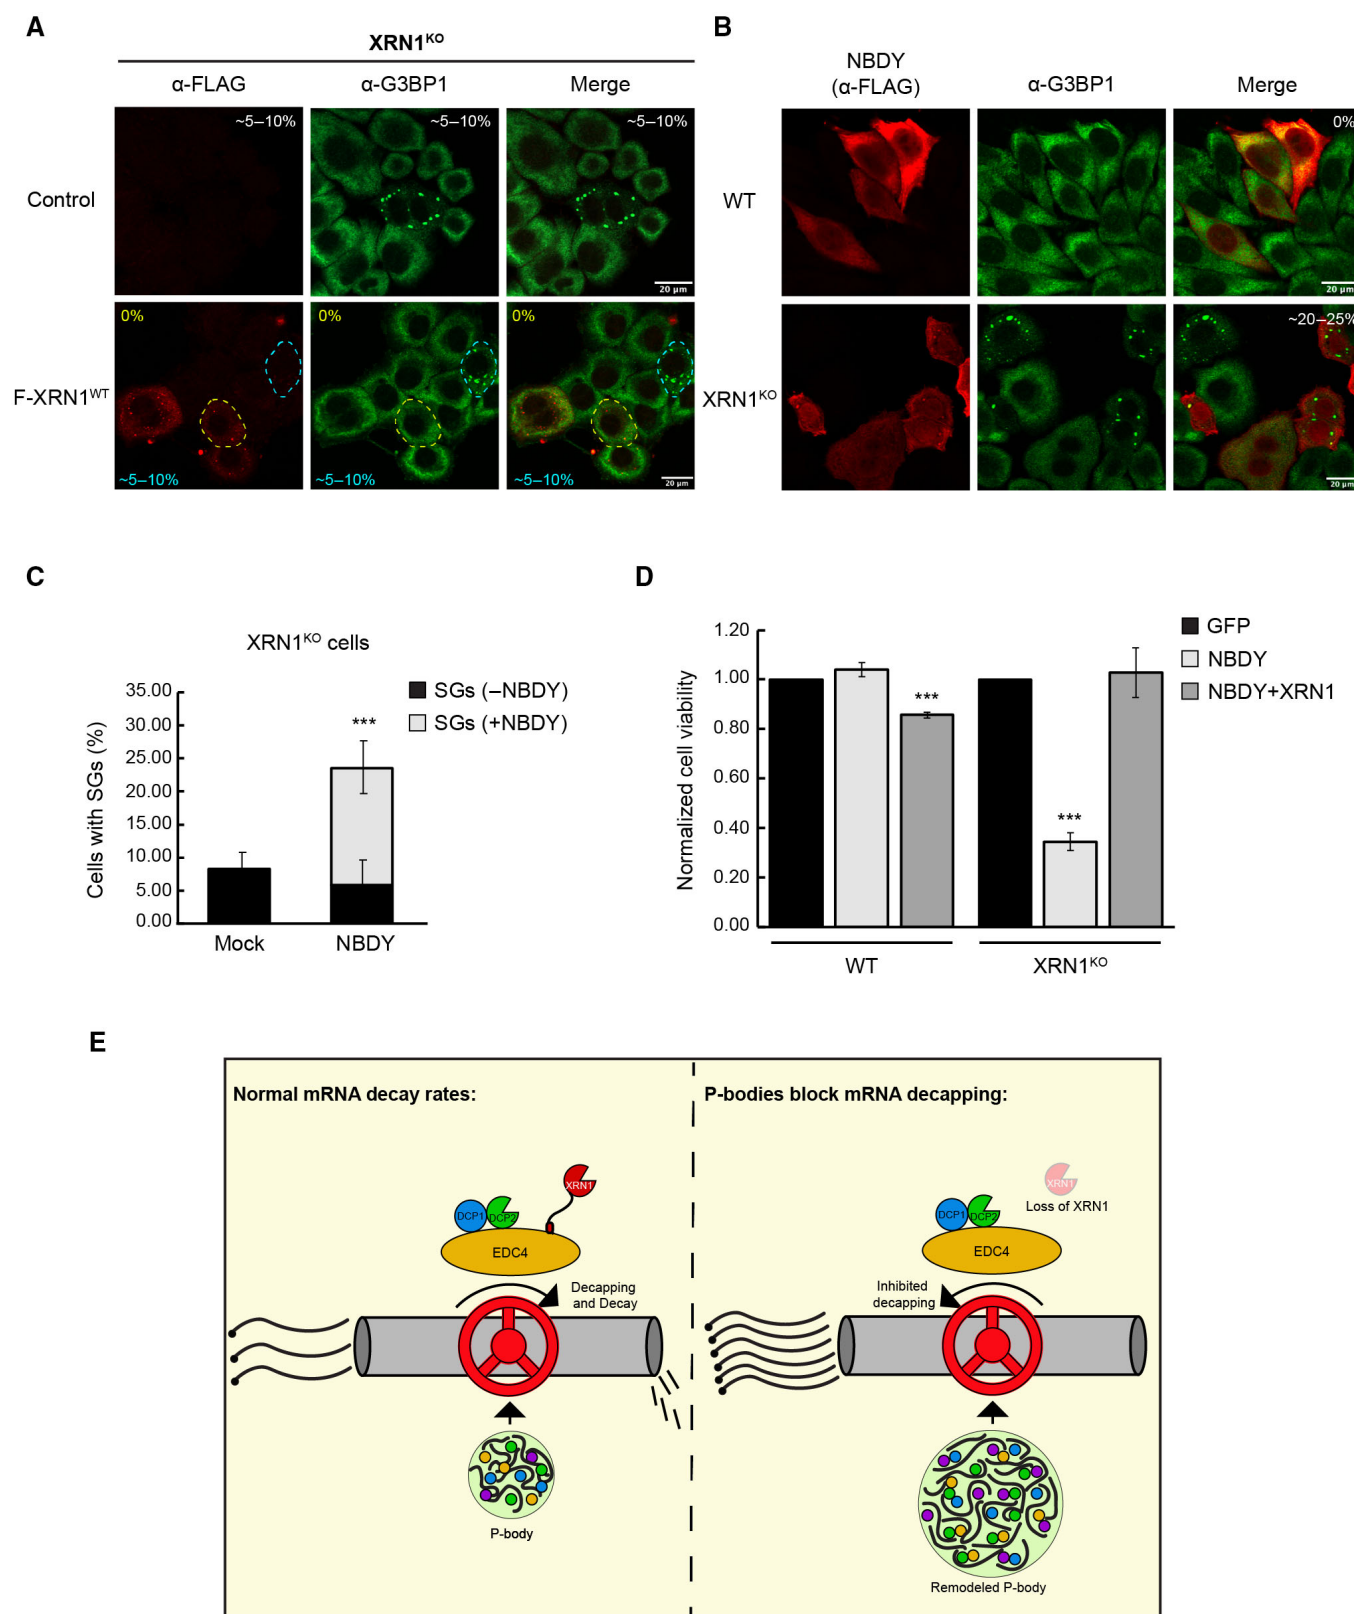 A
XRN1KO
α-FLAG
α-G3BP1
Merge
Control
~5–10%
~5–10%
~5–10%
20 µm
F-XRN1WT
0%
0%
0%
~5–10%
~5–10%
~5–10%
20 µm
B
NBDY
(α-FLAG)
α-G3BP1
Merge
WT
0%
20 µm
XRN1KO
~20–25%
20 µm
C
XRN1KO cells
SGs (–NBDY)
SGs (+NBDY)
Cells with SGs (%)
35.00
30.00
25.00
20.00
15.00
10.00
5.00
0.00
***
Mock
NBDY
D
GFP
NBDY
NBDY+XRN1
Normalized cell viability
1.20
1.00
0.80
0.60
0.40
0.20
0.00
***
***
WT
XRN1KO
E
Normal mRNA decay rates:
XRN1
DCP1
DCP2
EDC4
Decapping
and Decay
P-body
P-bodies block mRNA decapping:
XRN1
Loss of XRN1
DCP1
DCP2
EDC4
Inhibited
decapping
Remodeled P-body